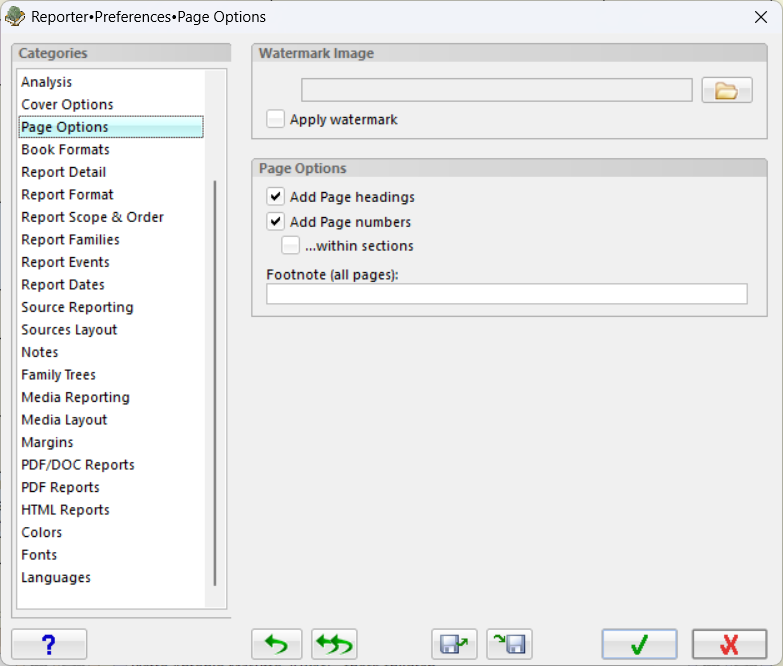 Reporter•Preferences•Page Options
Categories
Analysis
Cover Options
Page Options
Book Formats
Report Detail
Report Format
Report Scope & Order
Report Families
Report Events
Report Dates
Source Reporting
Sources Layout
Notes
Family Trees
Media Reporting
Media Layout
Margins
PDF/DOC Reports
PDF Reports
HTML Reports
Colors
Fonts
Languages
Watermark Image
Apply watermark
Page Options
Add Page headings
Add Page numbers
...within sections
Footnote (all pages):
?